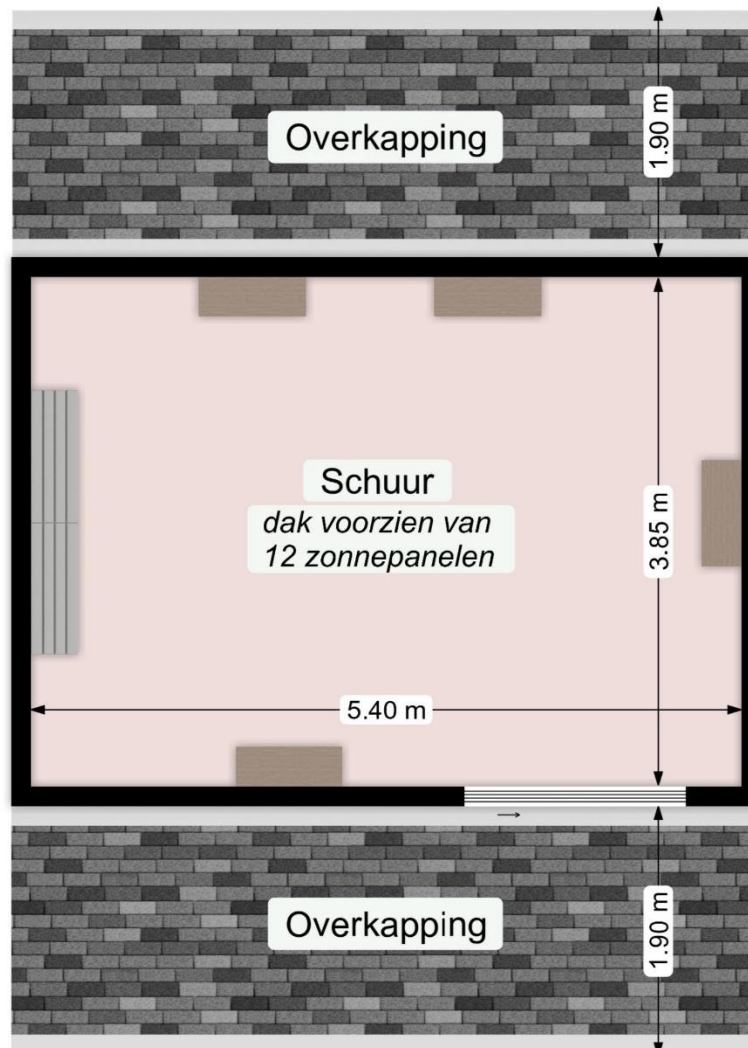 Overkapping
1.90 m
Schuur
dak voorzien van
12 zonnepanelen
3.85 m
5.40 m
Overkapping
1.90 m